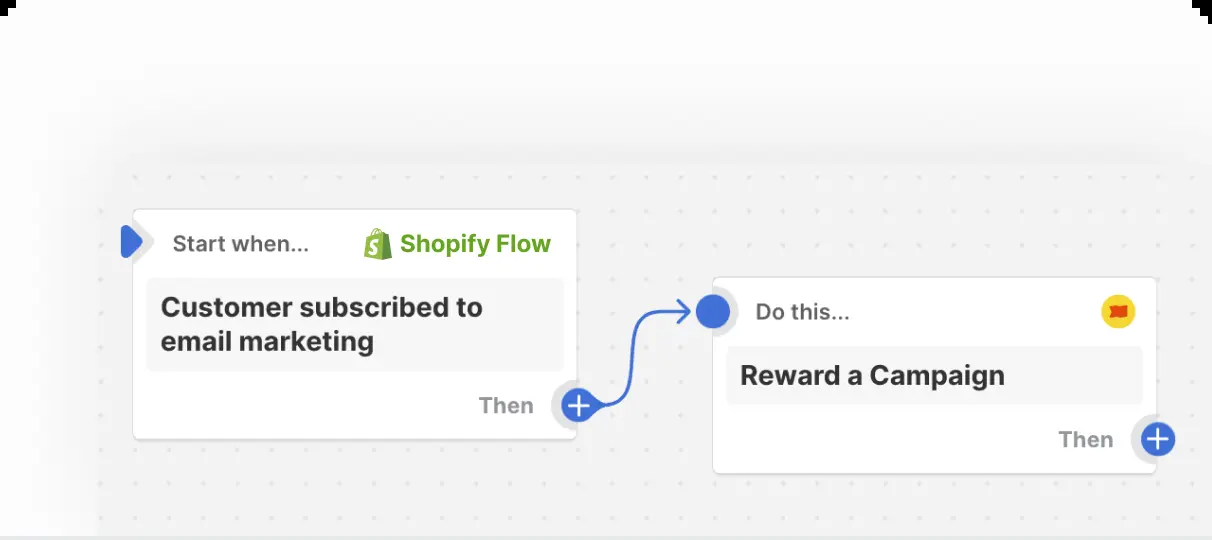 Start when... Shopify Flow
Customer subscribed to
email marketing
Then
Do this...
Reward a Campaign
Then